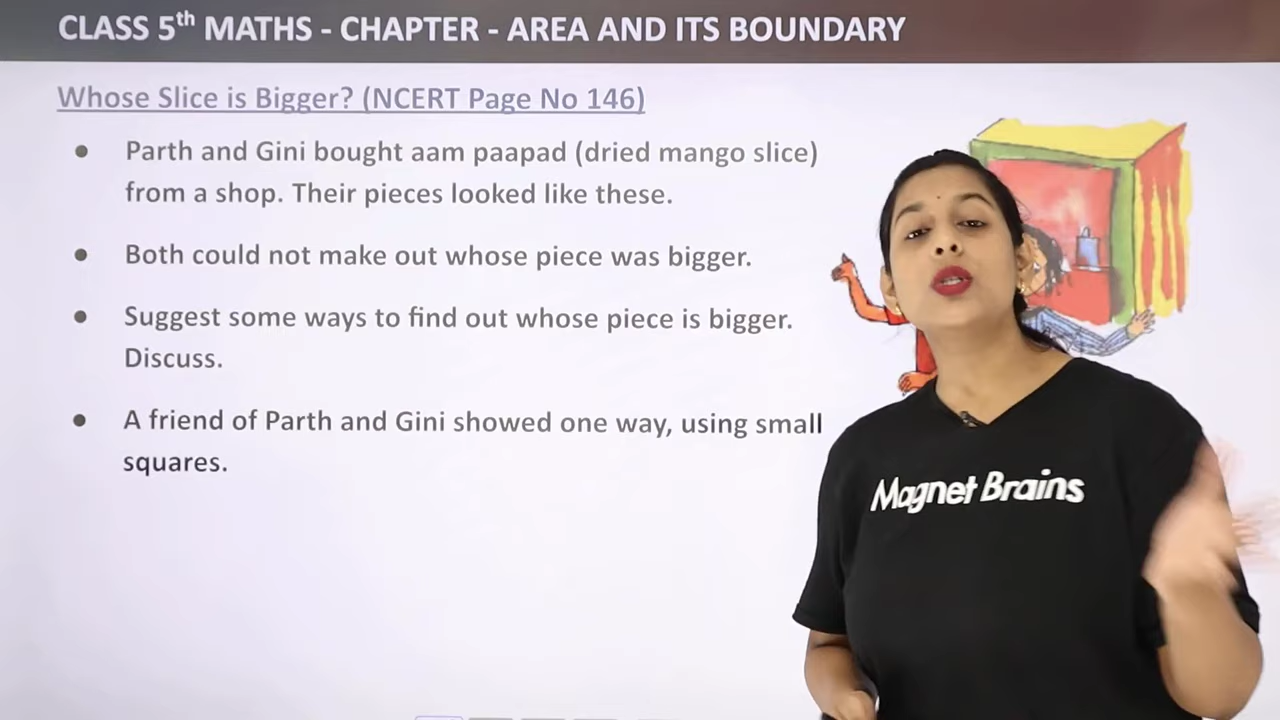 CLASS 5th MATHS - CHAPTER - AREA AND ITS BOUNDARY
Whose Slice is Bigger? (NCERT Page No 146)
● Parth and Gini bought aam paapad (dried mango slice)
from a shop. Their pieces looked like these.
● Both could not make out whose piece was bigger.
● Suggest some ways to find out whose piece is bigger.
Discuss.
● A friend of Parth and Gini showed one way, using small
squares.
Magnet Brains